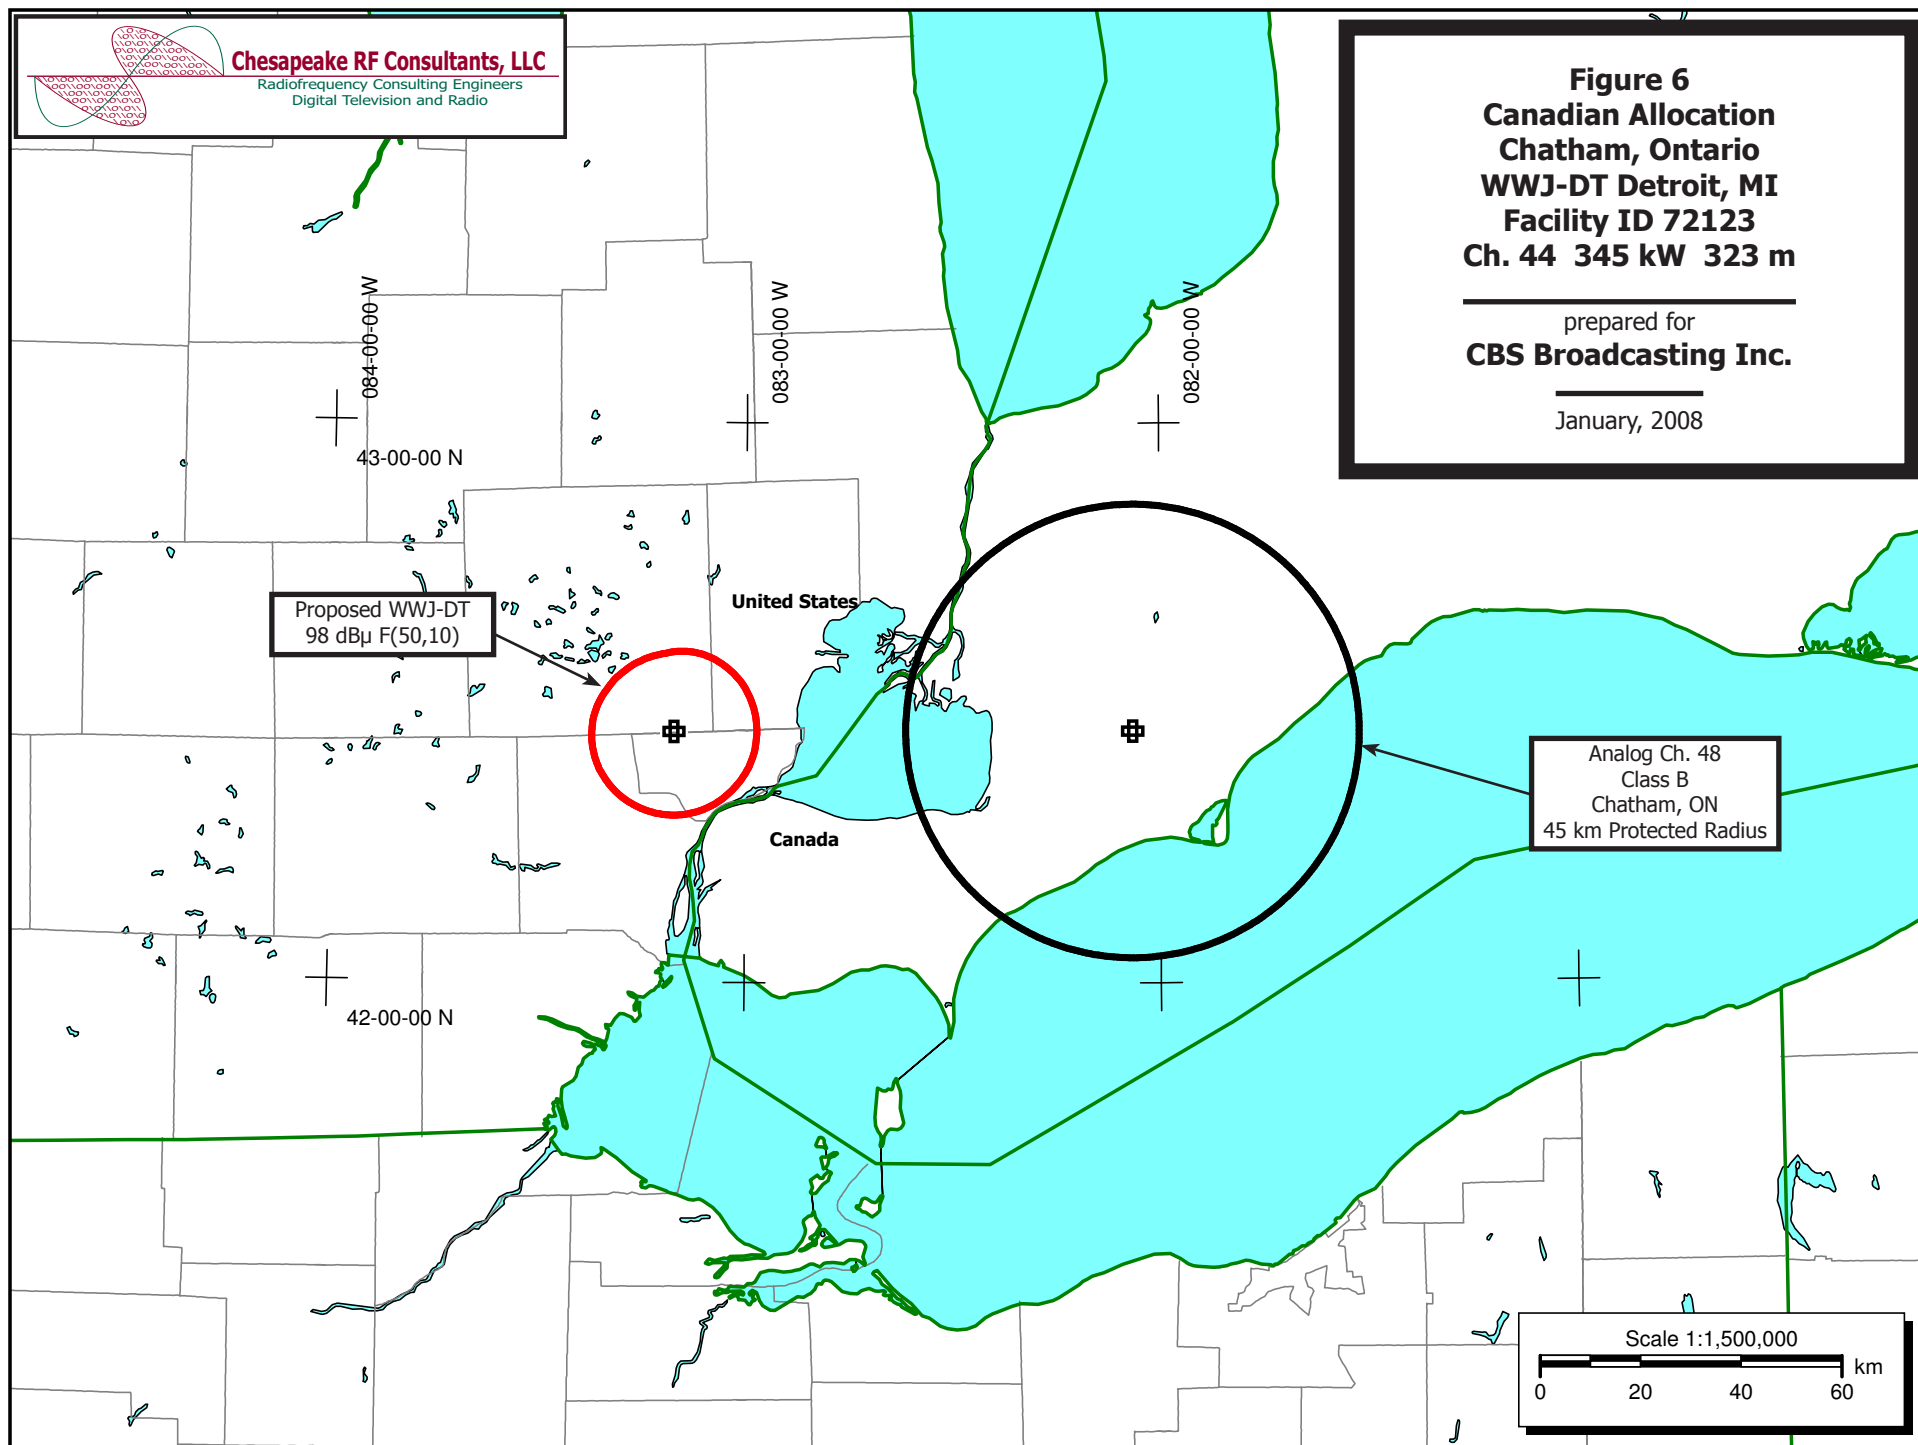 Chesapeake RF Consultants, LLC
Radiofrequency Consulting Engineers
Digital Television and Radio
Figure 6
Canadian Allocation
Chatham, Ontario
WWJ-DT Detroit, MI
Facility ID 72123
Ch. 44 345 kW 323 m
prepared for
CBS Broadcasting Inc.
January, 2008
084-00-00 W
083-00-00 W
082-00-00 W
43-00-00 N
Proposed WWJ-DT
98 dBµ F(50,10)
United States
Analog Ch. 48
Class B
Chatham, ON
45 km Protected Radius
Canada
42-00-00 N
Scale 1:1,500,000
km
0 20 40 60